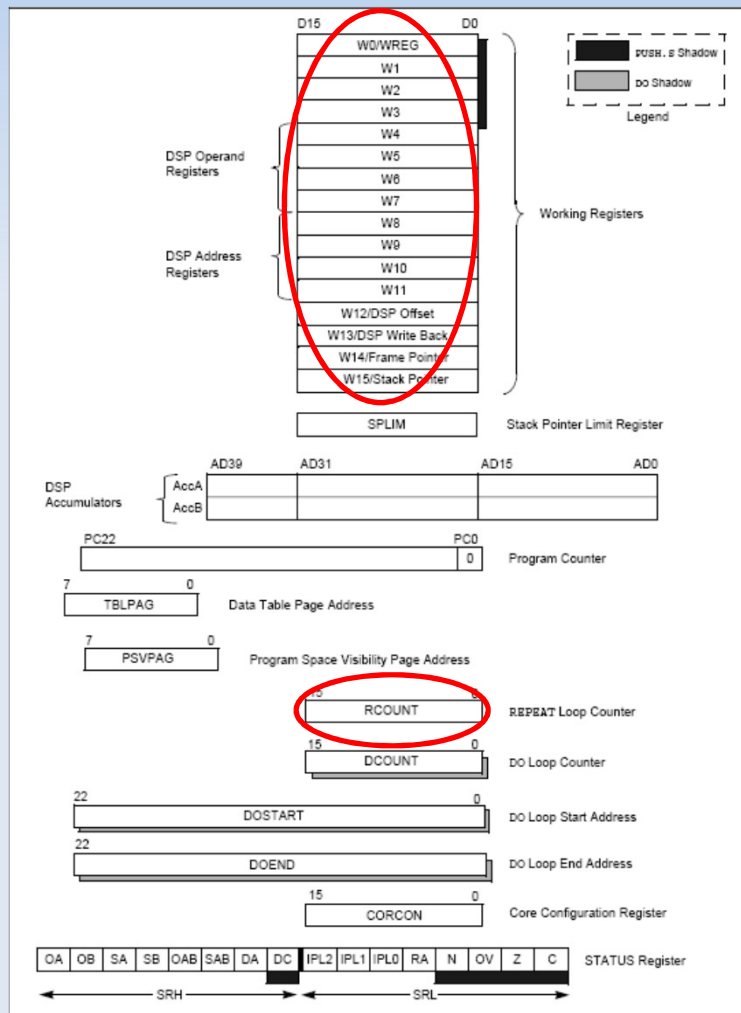 D15 D0
W0/WREG
PUSH.S Shadow
W1
W2
DO Shadow
W3
Legend
W4
DSP Operand
Registers
W5
W6
W7
W8
Working Registers
DSP Address
Registers
W9
W10
W11
W12/DSP Offset
W13/DSP Write Back
W14/Frame Pointer
W15/Stack Pointer
SPLIM Stack Pointer Limit Register
AD39 AD31 AD15 AD0
DSP
Accumulators
AccA
AccB
PC22 PC0
0 Program Counter
7 0
TBLPAG Data Table Page Address
7 0
PSVPAG Program Space Visibility Page Address
15 0
RCOUNT REPEAT Loop Counter
15 0
DCOUNT DO Loop Counter
22 0
DOSTART DO Loop Start Address
22
DOEND DO Loop End Address
15 0
CORCON Core Configuration Register
OA OB SA SB OAB SAB DA DC IPL2 IPL1 IPL0 RA N OV Z C STATUS Register
SRH SRL